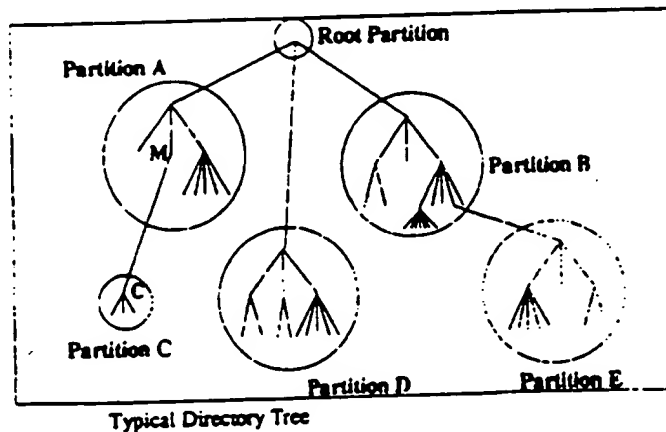 Root Partition
Partition A
M
Partition B
C
Partition C
Partition D
Partition E
Typical Directory Tree